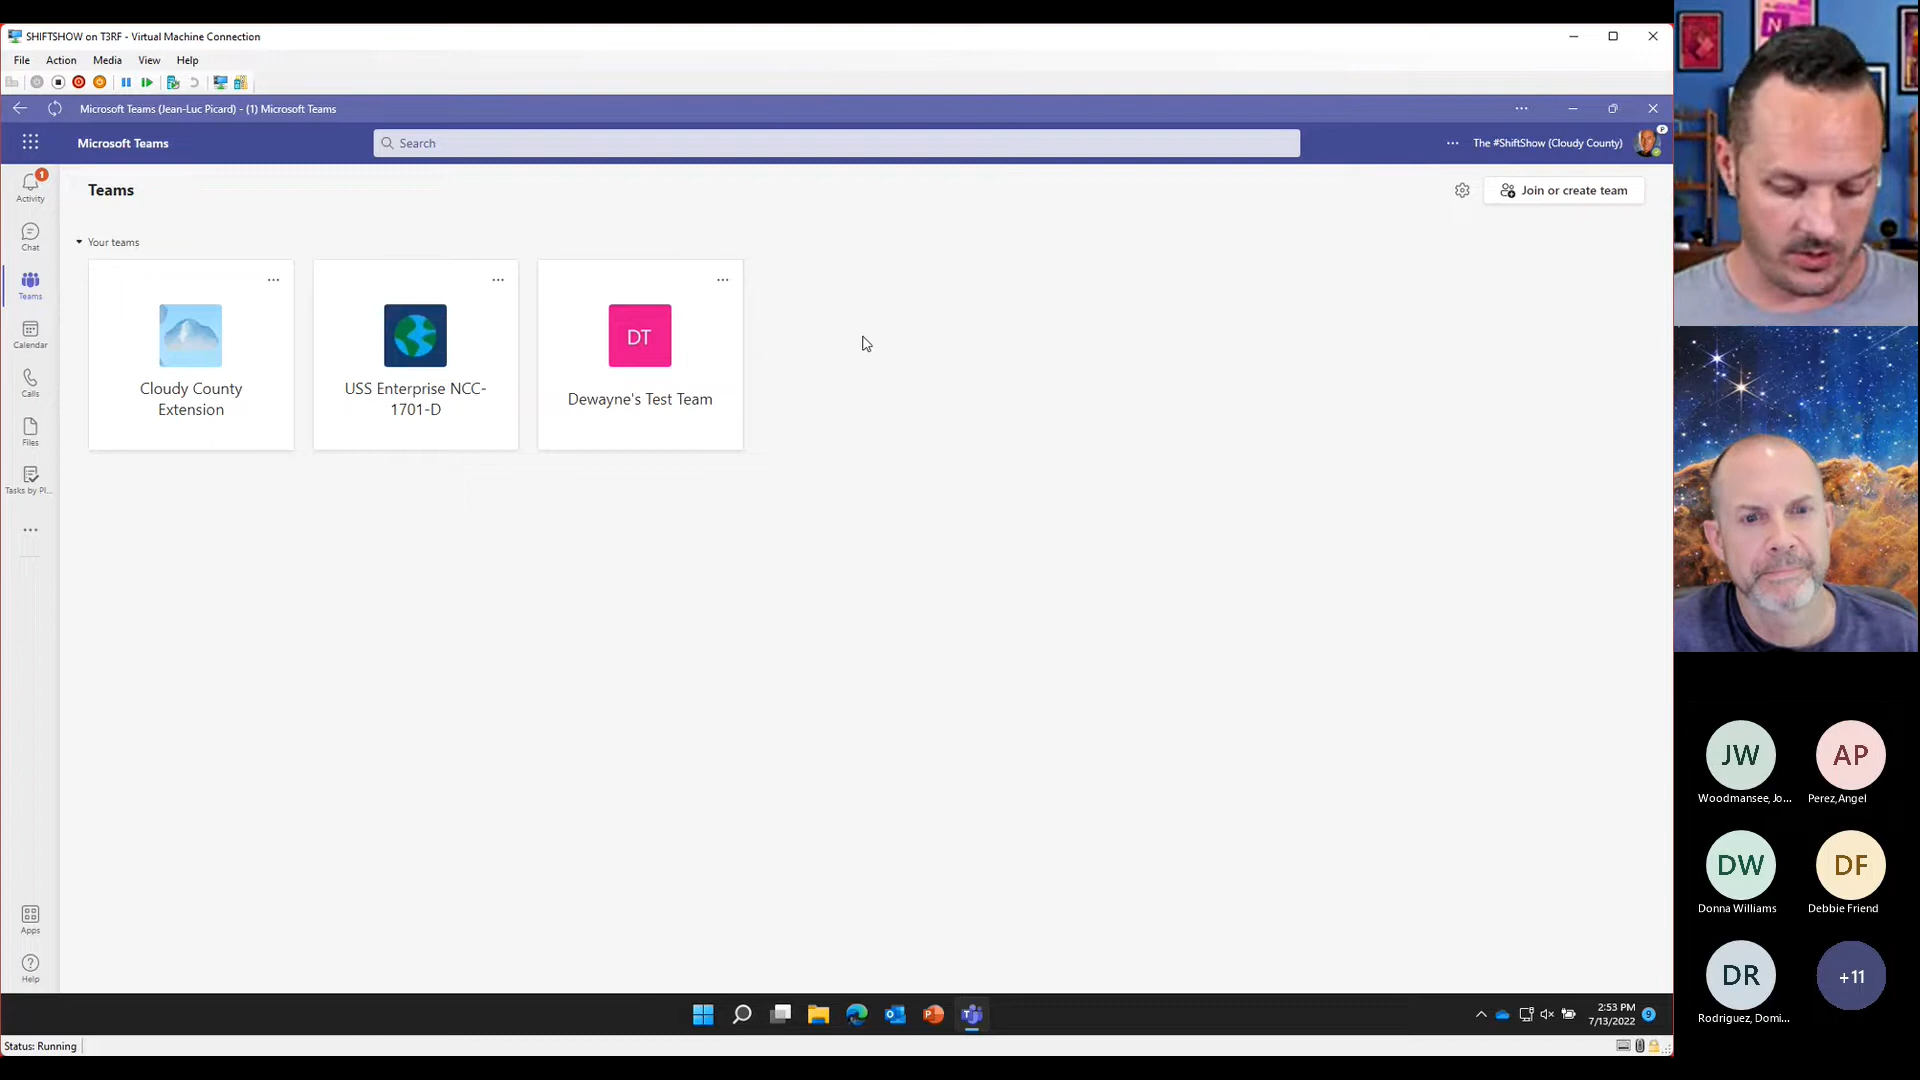 SHIFTSHOW on T3RF - Virtual Machine Connection
File Action Media View Help
Microsoft Teams (Jean-Luc Picard) - (1) Microsoft Teams
Microsoft Teams
Search
The #ShiftShow (Cloudy County)
P
1
Activity
Chat
Teams
Calendar
Calls
Files
Tasks by Pl...
Apps
Help
Teams
Join or create team
Your teams
Cloudy County
Extension
USS Enterprise NCC-
1701-D
DT
Dewayne's Test Team
2:53 PM
7/13/2022
9
Status: Running
N
JW
Woodmansee, Jo...
AP
Perez,Angel
DW
Donna Williams
DF
Debbie Friend
DR
Rodriguez, Domi...
+11